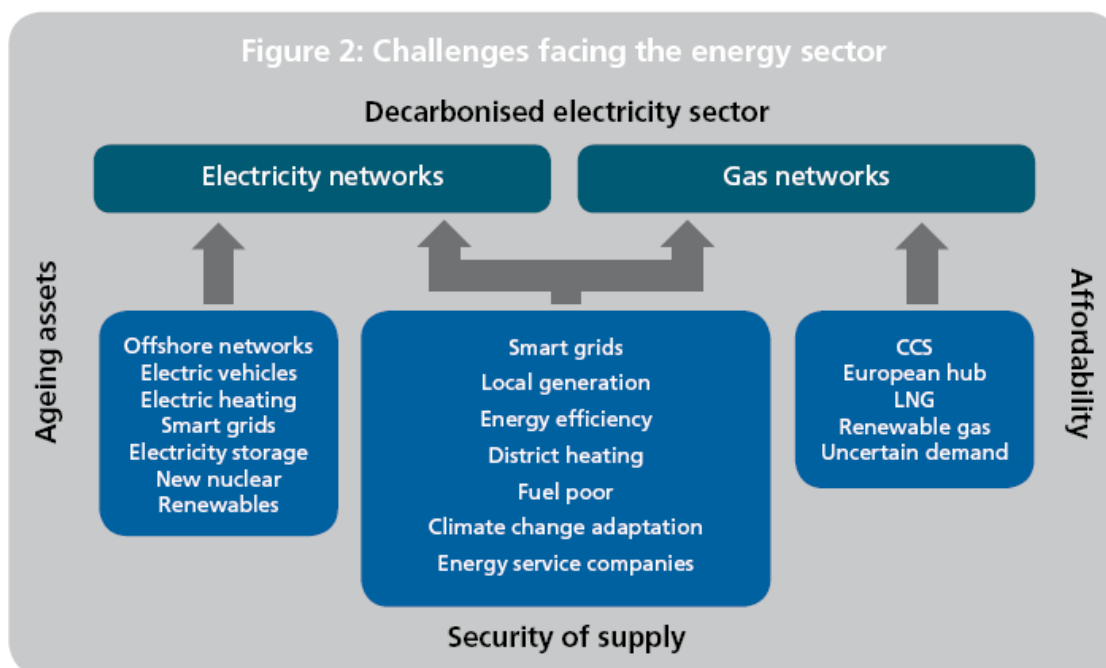 Figure 2: Challenges facing the energy sector
Decarbonised electricity sector
Electricity networks
Gas networks
Ageing assets
Offshore networks
Electric vehicles
Electric heating
Smart grids
Electricity storage
New nuclear
Renewables
Smart grids
Local generation
Energy efficiency
District heating
Fuel poor
Climate change adaptation
Energy service companies
CCS
European hub
LNG
Renewable gas
Uncertain demand
Affordability
Security of supply